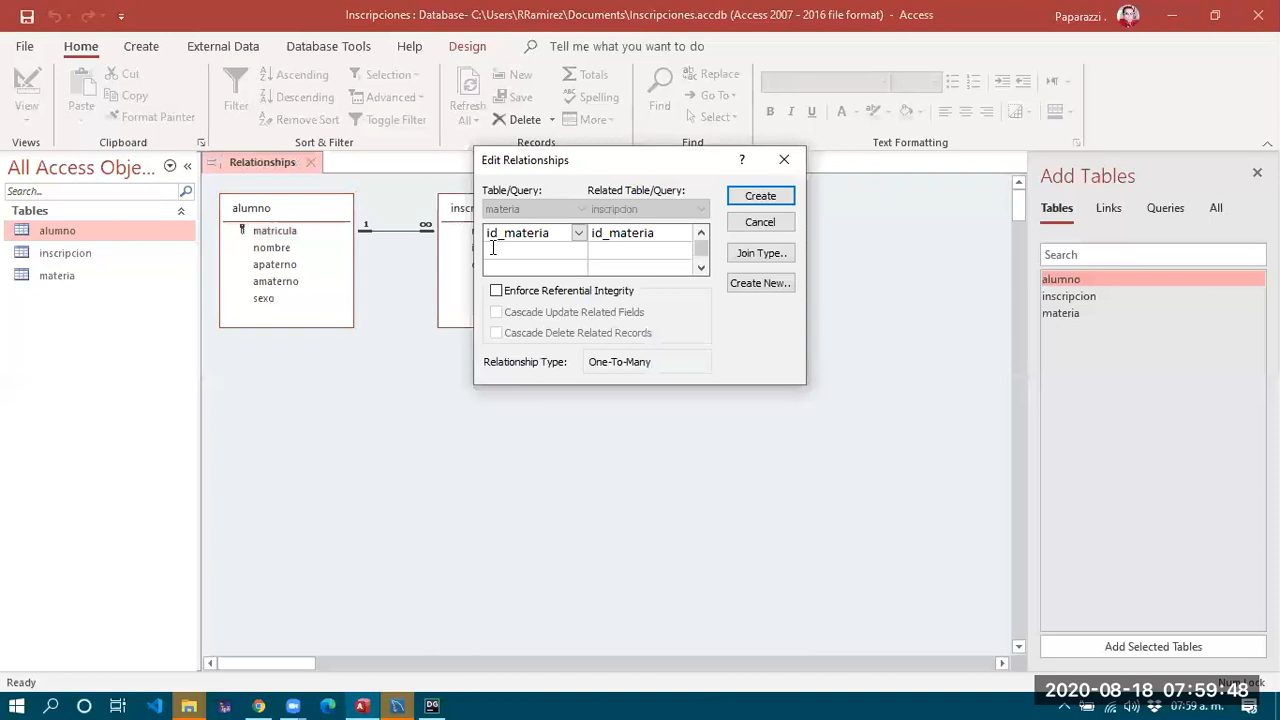 Inscripciones : Database- C:\Users\RRamirez\Documents\Inscripciones.accdb (Access 2007 - 2016 file format) - Access
Paparazzi .
File Home Create External Data Database Tools Help Design Tell me what you want to do
View
Views
Paste
Cut
Copy
Format Painter
Clipboard
Filter
Ascending
Descending
Remove Sort
Selection
Advanced
Toggle Filter
Sort & Filter
Refresh
All
New
Save
Delete
Totals
Spelling
More
Records
Find
Replace
Go To
Select
Find
B I U A
Text Formatting
All Access Obje...
Search...
Tables
alumno
inscripcion
materia
Relationships
alumno
matricula
nombre
apaterno
amaterno
sexo
1 ∞
Edit Relationships
? 
Table/Query: Related Table/Query:
materia inscripcion
id_materia id_materia
Enforce Referential Integrity
Cascade Update Related Fields
Cascade Delete Related Records
Relationship Type: One-To-Many
Create
Cancel
Join Type..
Create New..
Add Tables
Tables Links Queries All
Search
alumno
inscripcion
materia
Add Selected Tables
Ready
2020-08-18 07:59:48
07:59 a. m.